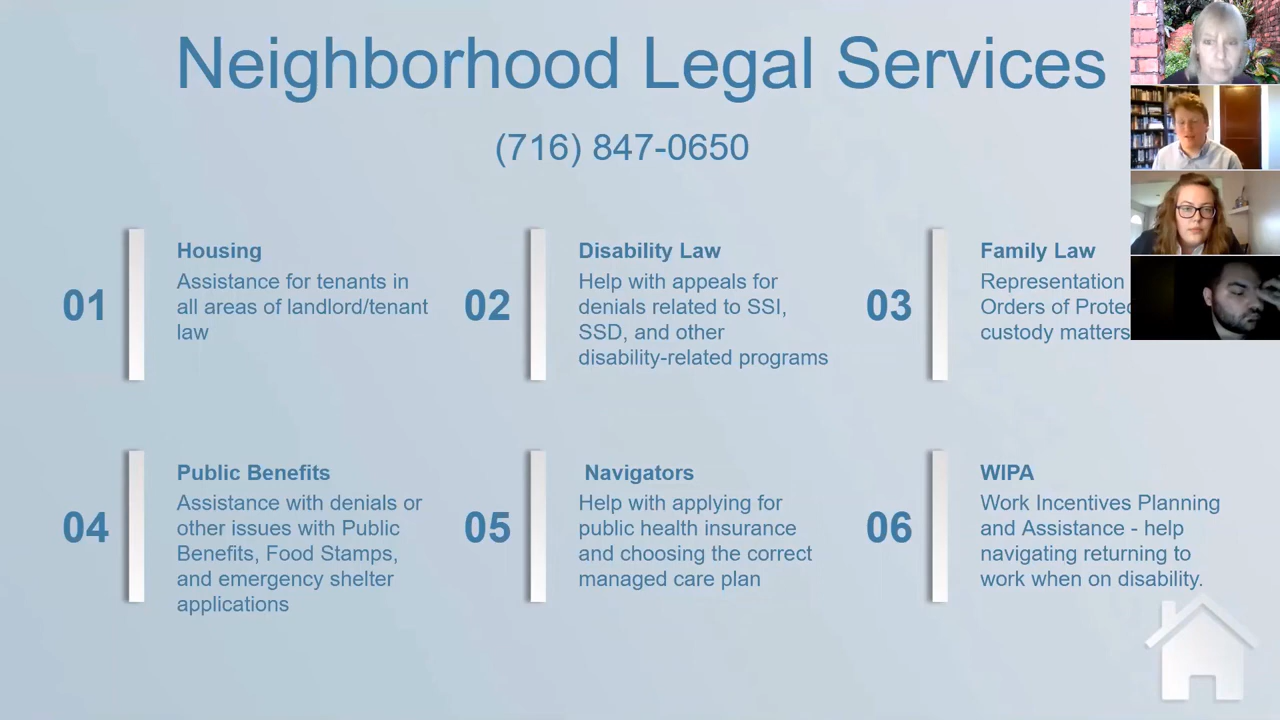 Neighborhood Legal Services
(716) 847-0650
01
Housing
Assistance for tenants in
all areas of landlord/tenant
law
02
Disability Law
Help with appeals for
denials related to SSI,
SSD, and other
disability-related programs
03
Family Law
Representation
Orders of
custody matters
04
Public Benefits
Assistance with denials or
other issues with Public
Benefits, Food Stamps,
and emergency shelter
applications
05
Navigators
Help with applying for
public health insurance
and choosing the correct
managed care plan
06
WIPA
Work Incentives Planning
and Assistance - help
navigating returning to
work when on disability.